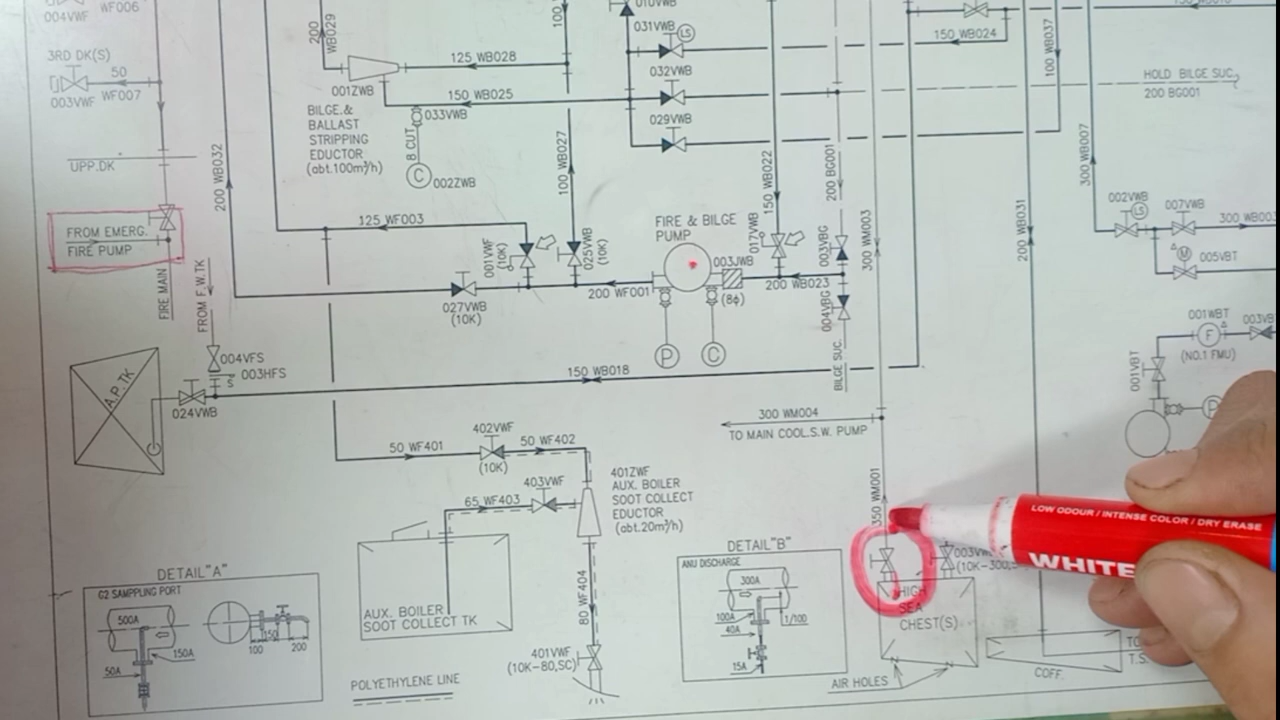 004VWF
WF006
3RD DK(S)
50
WF007
003VWF
UPP.DK
FROM EMERG.
FIRE PUMP
FIRE MAIN
FROM F.W.TK
200 WB032
200
WB029
001ZWB
125 WB028
150 WB025
BILGE.&
BALLAST
STRIPPING
EDUCTOR
(abt.100m³/h)
033VWB
8 CUT
C
002ZWB
100
100 WB027
031VWB
LS
032VWB
029VWB
150 WB024
100 WB037
HOLD BILGE SUC.
200 BG001
125 WF003
001VWF
(10K)
025VWB
(10K)
027VWB
(10K)
200 WF001
FIRE & BILGE
PUMP
003JWB
(8φ)
P
C
150 WB022
017VWB
200 WB023
200 BG001
003VBG
004VBG
BILGE SUC.
300 WM003
200 WB031
300 WB007
002VWB
LS
007VWB
300 WB00
M
005VBT
001WBT
F
(NO.1 FMU)
003VB
001VBT
P
A.P.TK
024VWB
004VFS
003HFS
S
150 WB018
300 WM004
TO MAIN COOL.S.W. PUMP
350 WM001
50 WF401
402VWF
(10K)
50 WF402
403VWF
65 WF403
401ZWF
AUX. BOILER
SOOT COLLECT
EDUCTOR
(abt.20m³/h)
80 WF404
401VWF
(10K-80,SC)
AUX. BOILER
SOOT COLLECT TK
POLYETHYLENE LINE
DETAIL"A"
G2 SAMPPLING PORT
500A
150A
50A
150
100
200
DETAIL"B"
ANU DISCHARGE
300A
100A
40A
1/100
15A
003VW
(10K-300,S
HIGH
SEA
CHEST(S)
AIR HOLES
COFF.
TO
T.S.
LOW ODOUR / INTENSE COLOR / DRY ERASE
WHITE